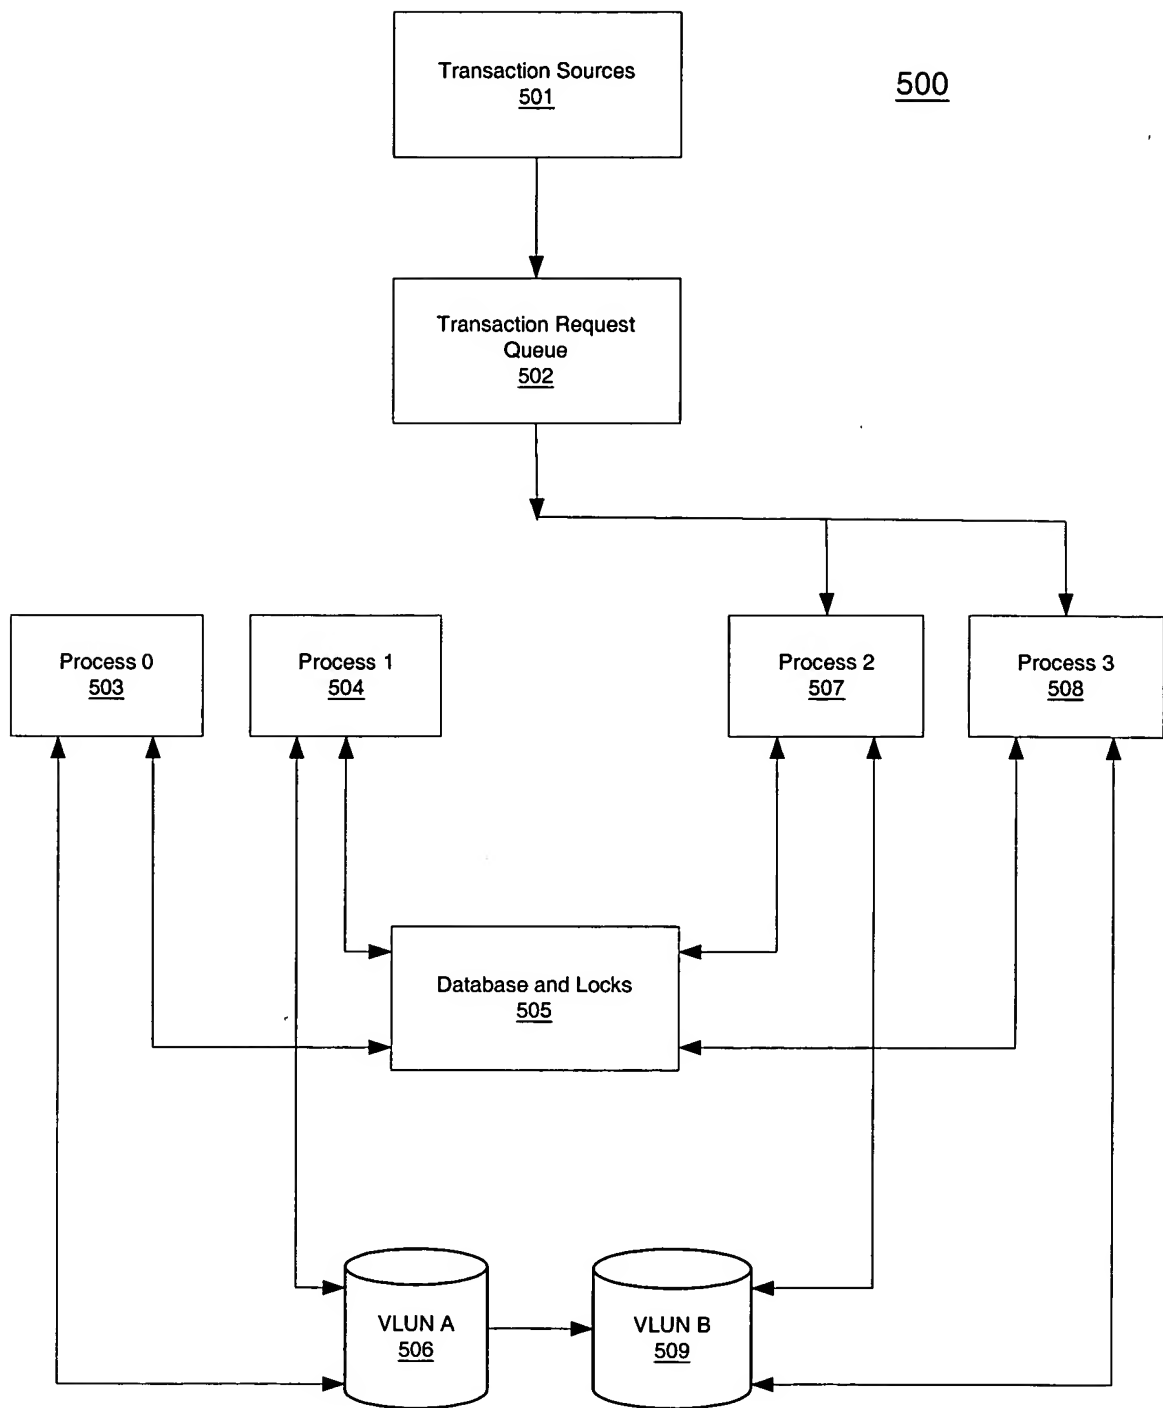 Transaction Sources
501
500
Transaction Request
Queue
502
Process 0
503
Process 1
504
Process 2
507
Process 3
508
Database and Locks
505
VLUN A
506
VLUN B
509